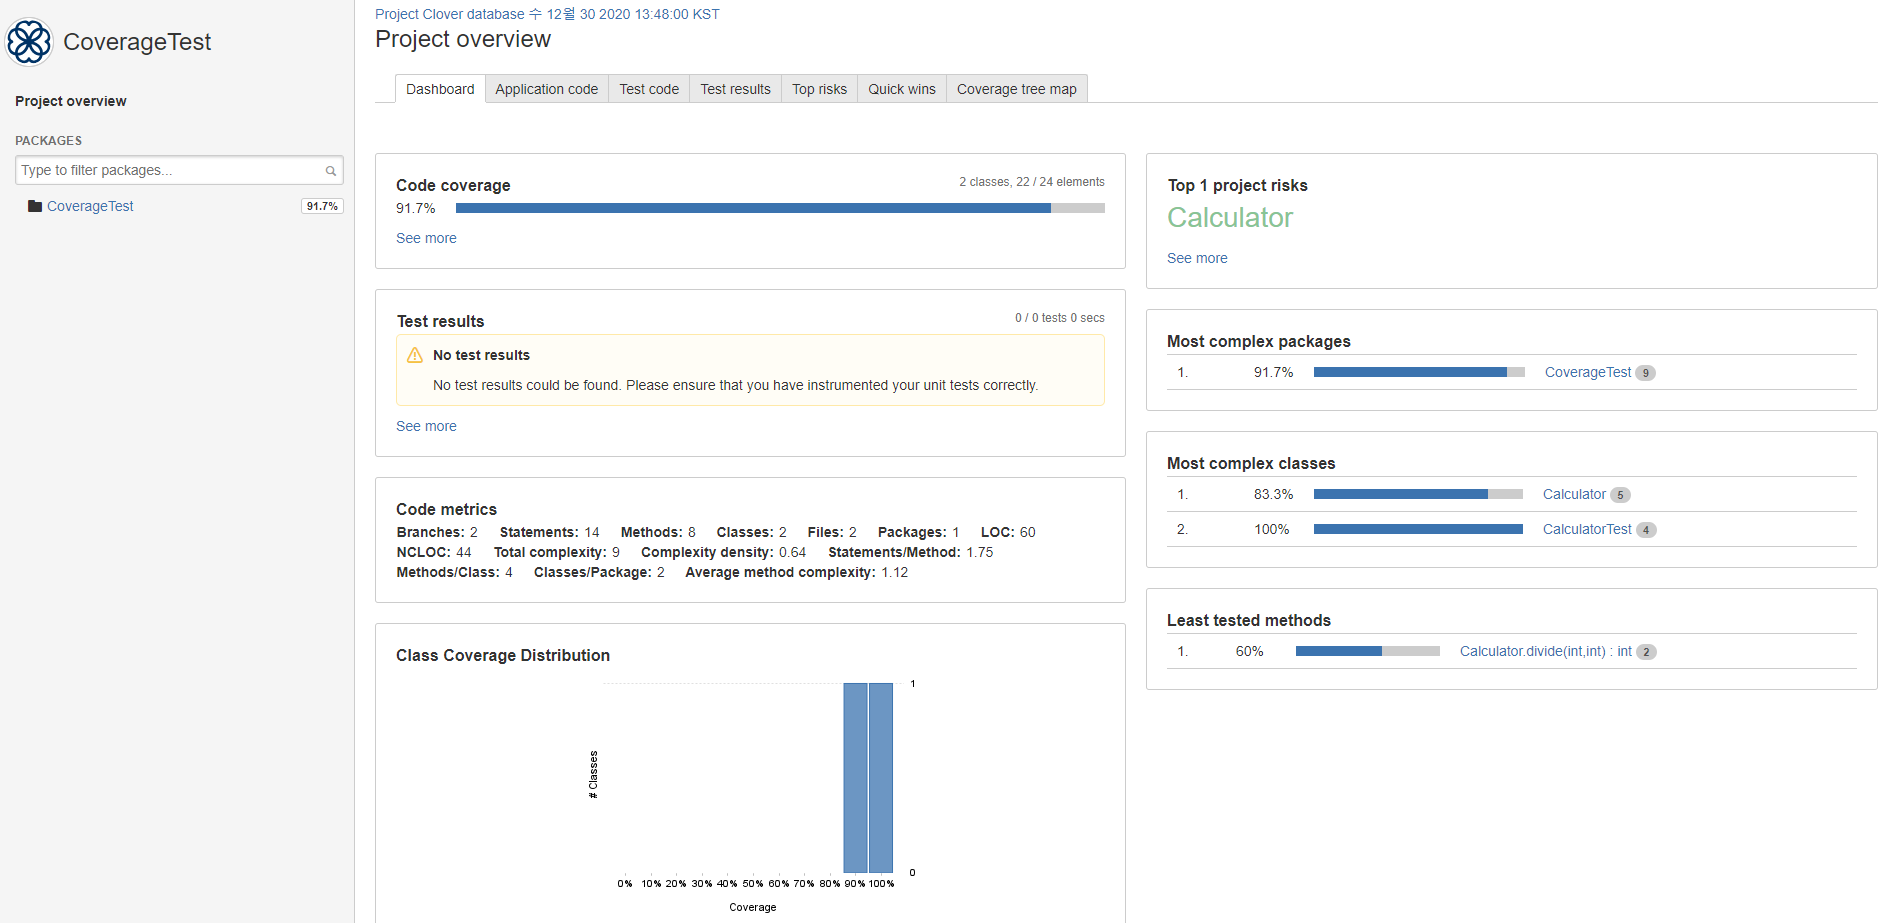 CoverageTest
Project overview
PACKAGES
Type to filter packages...
CoverageTest 91.7%
Project Clover database 수 12월 30 2020 13:48:00 KST
Project overview
Dashboard Application code Test code Test results Top risks Quick wins Coverage tree map
Code coverage 2 classes, 22 / 24 elements
91.7%
See more
Test results 0 / 0 tests 0 secs
No test results
No test results could be found. Please ensure that you have instrumented your unit tests correctly.
See more
Code metrics
Branches: 2 Statements: 14 Methods: 8 Classes: 2 Files: 2 Packages: 1 LOC: 60
NCLOC: 44 Total complexity: 9 Complexity density: 0.64 Statements/Method: 1.75
Methods/Class: 4 Classes/Package: 2 Average method complexity: 1.12
Class Coverage Distribution
1
# Classes
0
0% 10% 20% 30% 40% 50% 60% 70% 80% 90% 100%
Coverage
Top 1 project risks
Calculator
See more
Most complex packages
1. 91.7% CoverageTest 9
Most complex classes
1. 83.3% Calculator 5
2. 100% CalculatorTest 4
Least tested methods
1. 60% Calculator.divide(int,int) : int 2